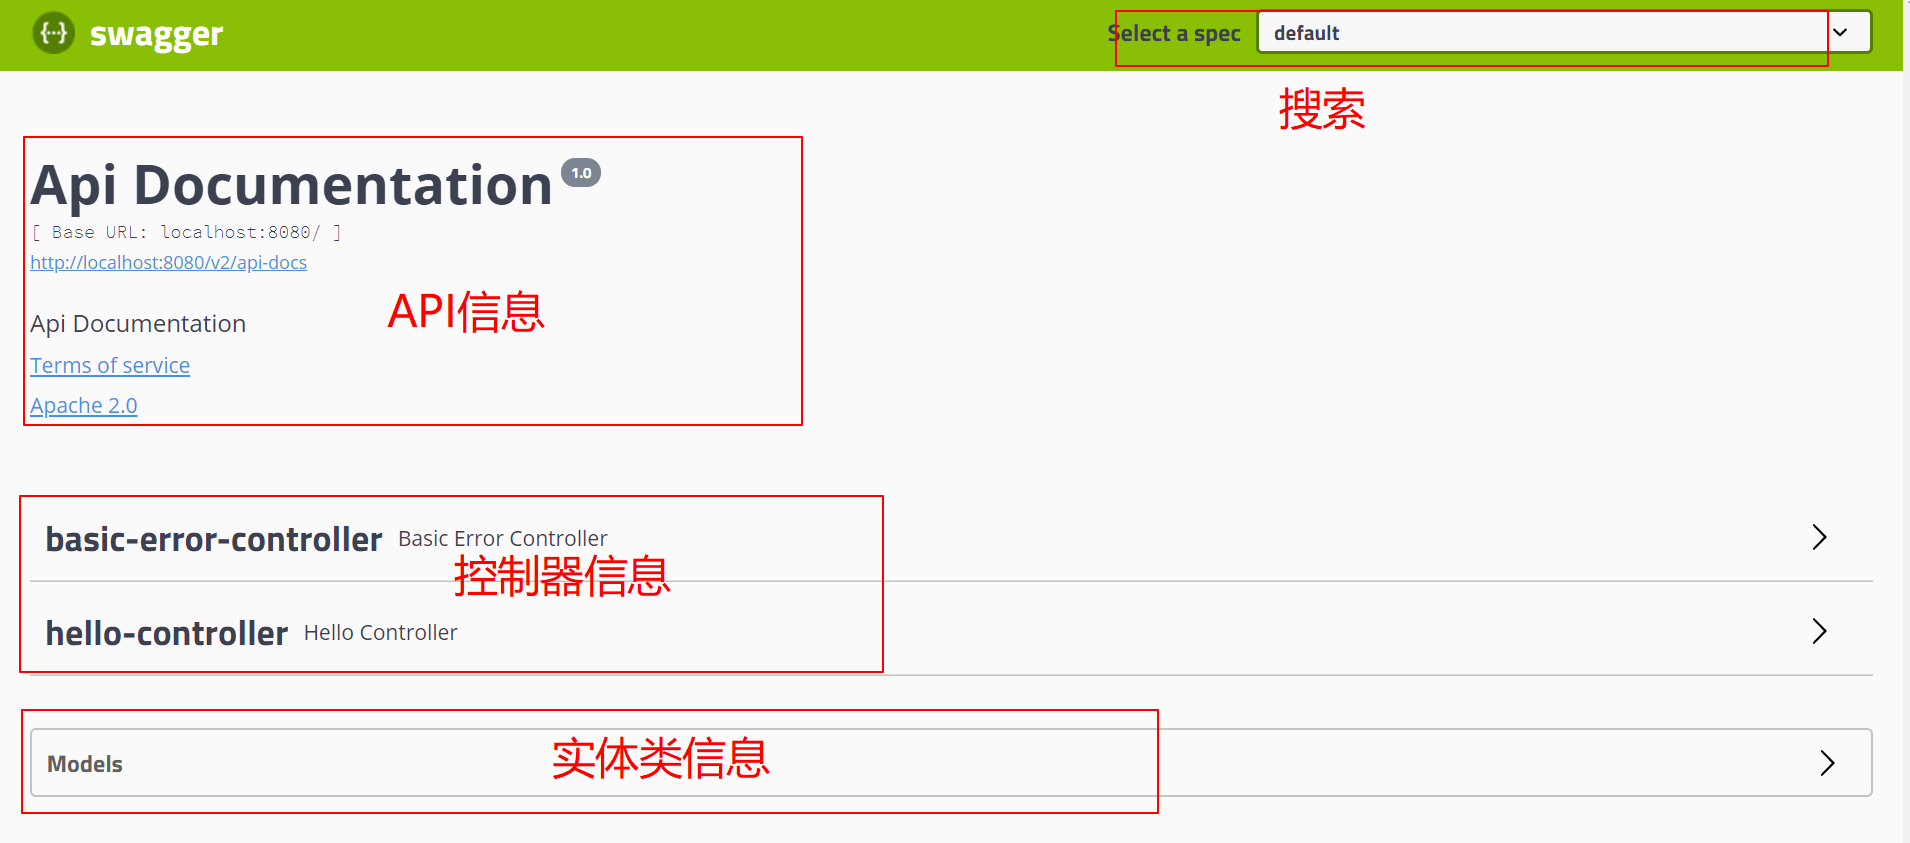 swagger
Select a spec
default
搜索
Api Documentation 1.0
[ Base URL: localhost:8080/ ]
http://localhost:8080/v2/api-docs
API信息
Api Documentation
Terms of service
Apache 2.0
basic-error-controller Basic Error Controller
控制器信息
hello-controller Hello Controller
Models
实体类信息